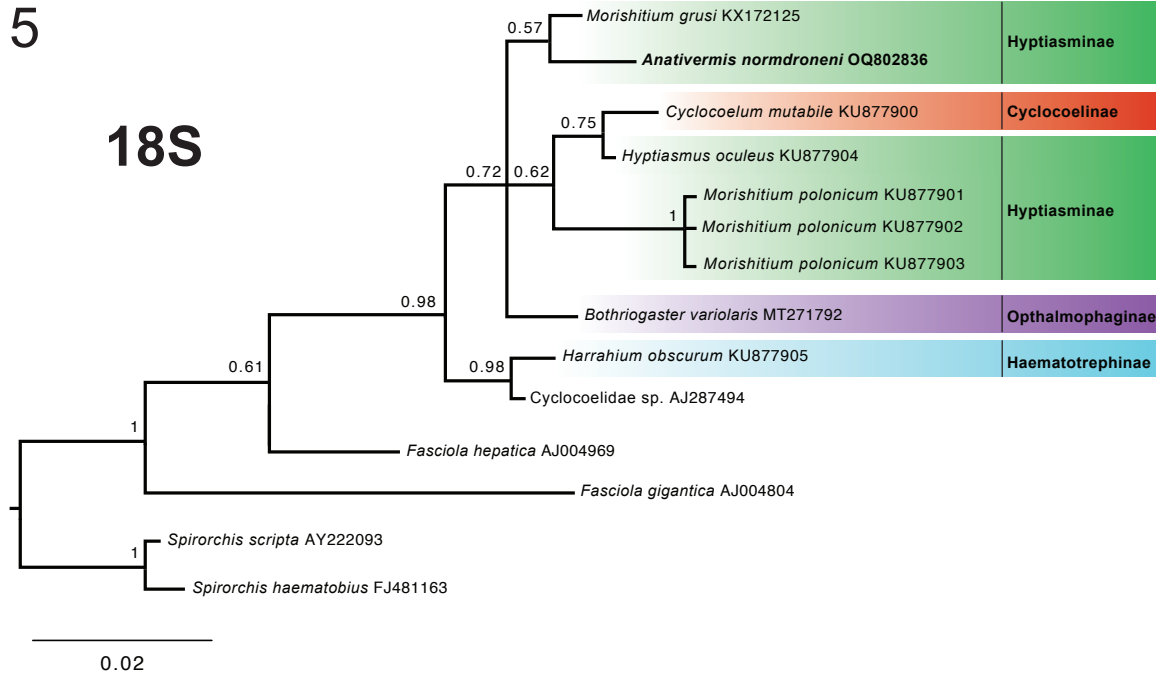 5
18S
0.57
Morishitium grusi KX172125
Anativermis normdroneni OQ802836
Hyptiasminae
0.75
Cyclocoelum mutabile KU877900
Cyclocoelinae
Hyptiasmus oculeus KU877904
0.72
0.62
Morishitium polonicum KU877901
1
Morishitium polonicum KU877902
Hyptiasminae
Morishitium polonicum KU877903
0.98
Bothriogaster variolaris MT271792
Opthalmophaginae
0.98
Harrahium obscurum KU877905
Haematotrephinae
0.61
Cyclocoelidae sp. AJ287494
1
Fasciola hepatica AJ004969
Fasciola gigantica AJ004804
1
Spirorchis scripta AY222093
Spirorchis haematobius FJ481163
0.02